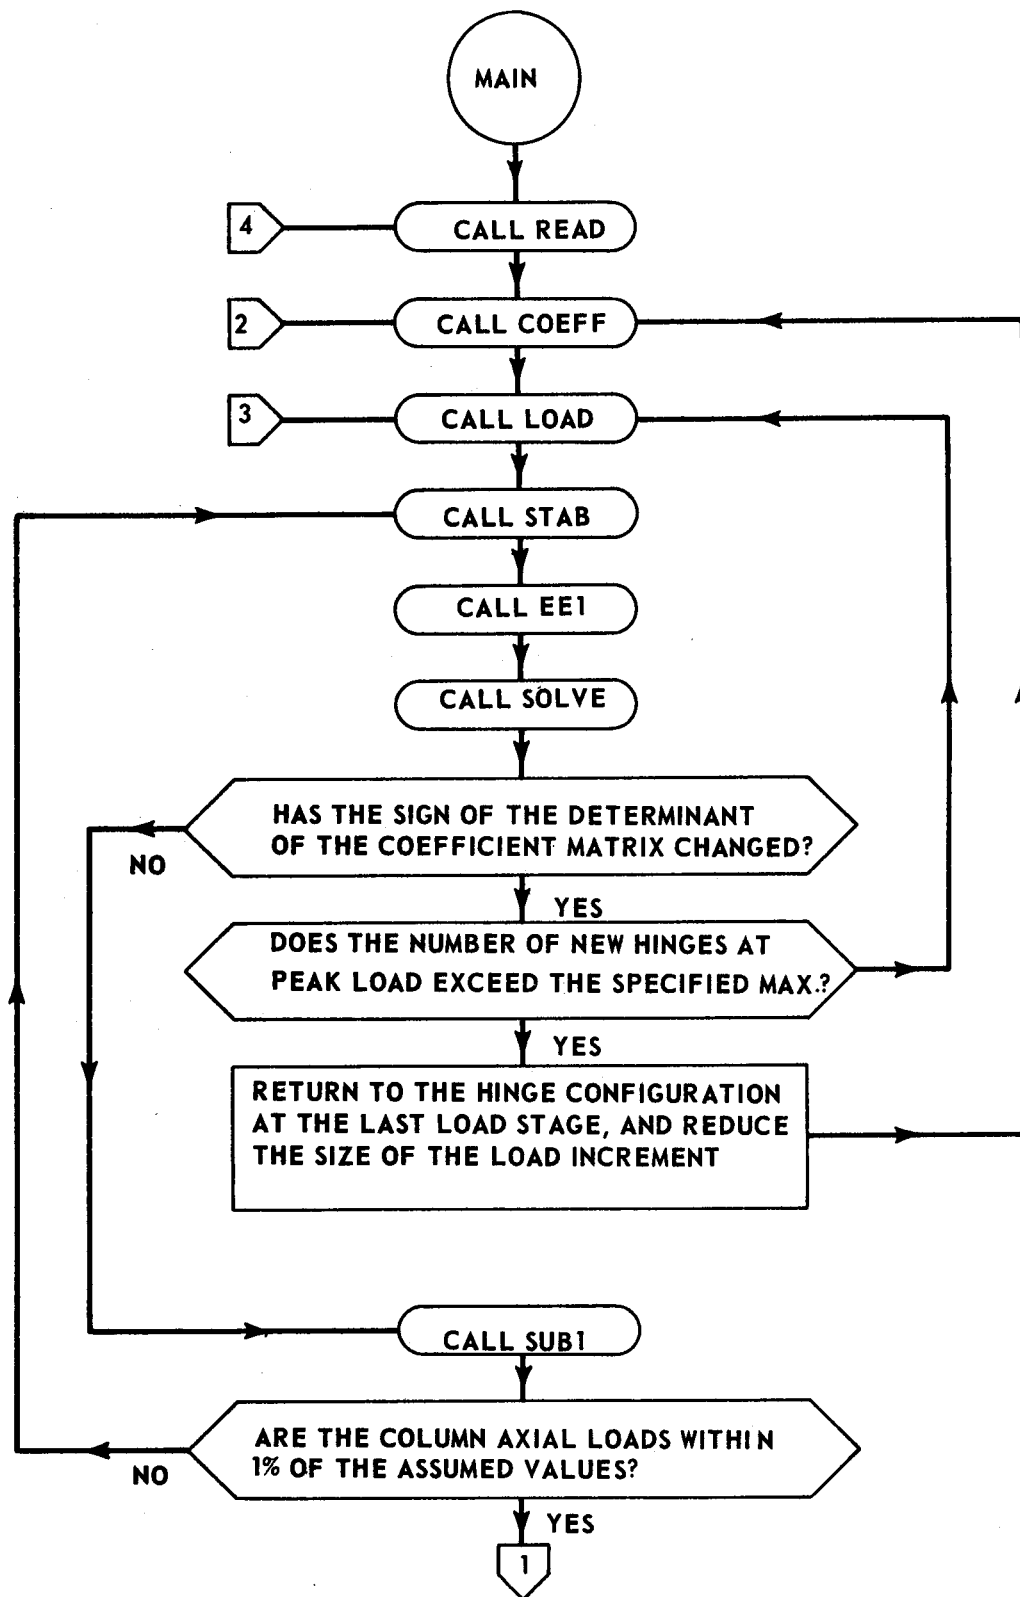 MAIN
4
CALL READ
2
CALL COEFF
3
CALL LOAD
CALL STAB
CALL EE1
CALL SOLVE
HAS THE SIGN OF THE DETERMINANT
OF THE COEFFICIENT MATRIX CHANGED?
NO
YES
DOES THE NUMBER OF NEW HINGES AT
PEAK LOAD EXCEED THE SPECIFIED MAX.?
YES
RETURN TO THE HINGE CONFIGURATION
AT THE LAST LOAD STAGE, AND REDUCE
THE SIZE OF THE LOAD INCREMENT
CALL SUB1
ARE THE COLUMN AXIAL LOADS WITHIN
1% OF THE ASSUMED VALUES?
NO
YES
1